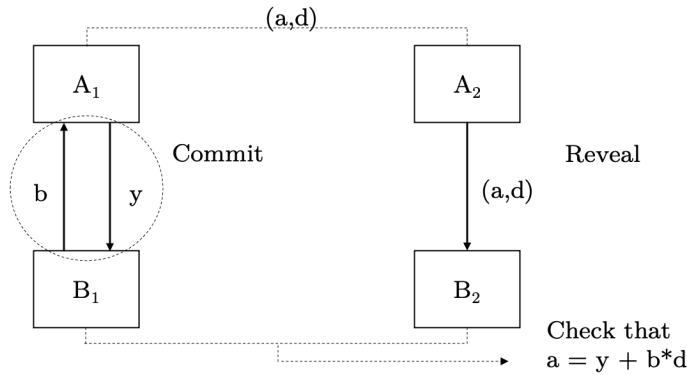 (a,d)
A₁
A₂
Commit
Reveal
b
y
(a,d)
B₁
B₂
Check that
a = y + b*d